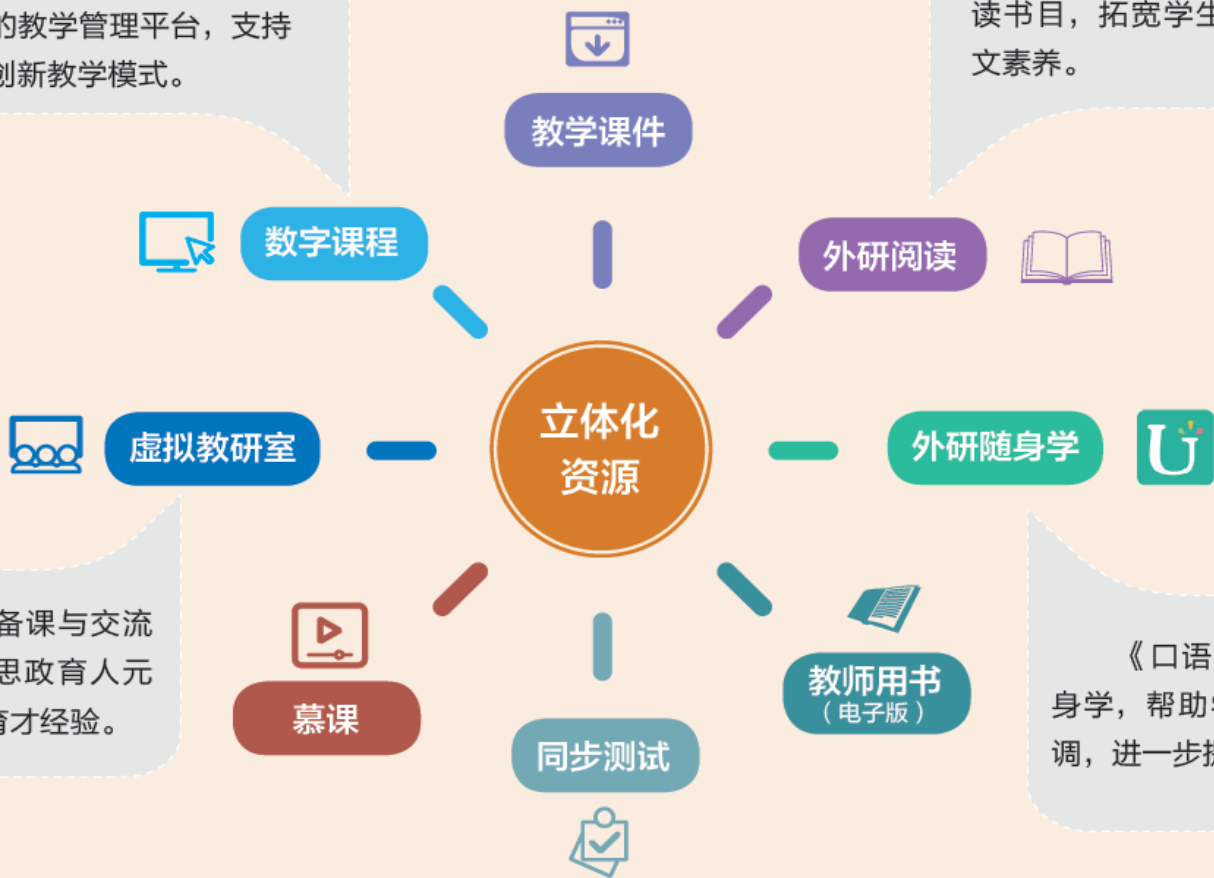 的教学管理平台，支持
创新教学模式。
读书目，拓宽学生
文素养。
教学课件
数字课程
外研阅读
立体化
资源
虚拟教研室
外研随身学
U
备课与交流
思政育人元
育才经验。
慕课
同步测试
教师用书
（电子版）
《口语
身学，帮助
调，进一步